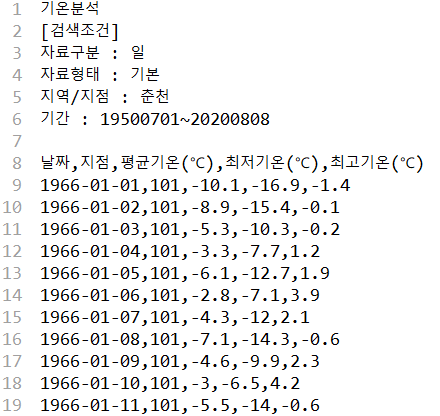 1 기온분석
2 [검색조건]
3 자료구분 : 일
4 자료형태 : 기본
5 지역/지점 : 춘천
6 기간 : 19500701~20200808
7
8 날짜,지점,평균기온(℃),최저기온(℃),최고기온(℃)
9 1966-01-01,101,-10.1,-16.9,-1.4
10 1966-01-02,101,-8.9,-15.4,-0.1
11 1966-01-03,101,-5.3,-10.3,-0.2
12 1966-01-04,101,-3.3,-7.7,1.2
13 1966-01-05,101,-6.1,-12.7,1.9
14 1966-01-06,101,-2.8,-7.1,3.9
15 1966-01-07,101,-4.3,-12,2.1
16 1966-01-08,101,-7.1,-14.3,-0.6
17 1966-01-09,101,-4.6,-9.9,2.3
18 1966-01-10,101,-3,-6.5,4.2
19 1966-01-11,101,-5.5,-14,-0.6